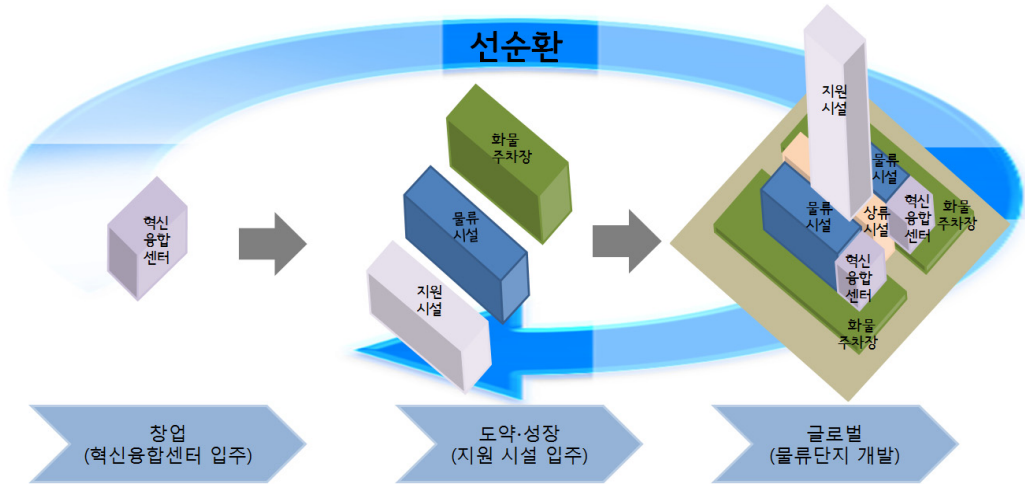 선순환
혁신
융합
센터
화물
주차장
물류
시설
지원
시설
지원
시설
물류
시설
물류
시설
상류
시설
혁신
융합
센터
혁신
융합
센터
화물
주차장
화물
주차장
창업
(혁신융합센터 입주)
도약·성장
(지원 시설 입주)
글로벌
(물류단지 개발)